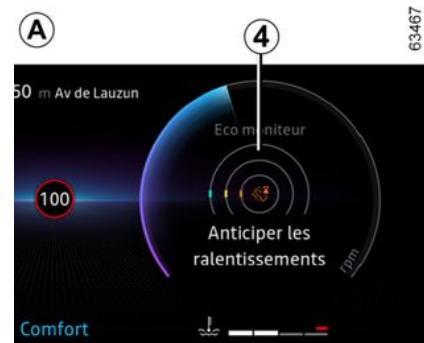 A
4
63467
50 m Av de Lauzun
Eco moniteur
100
Anticiper les
ralentissements
rpm
Comfort